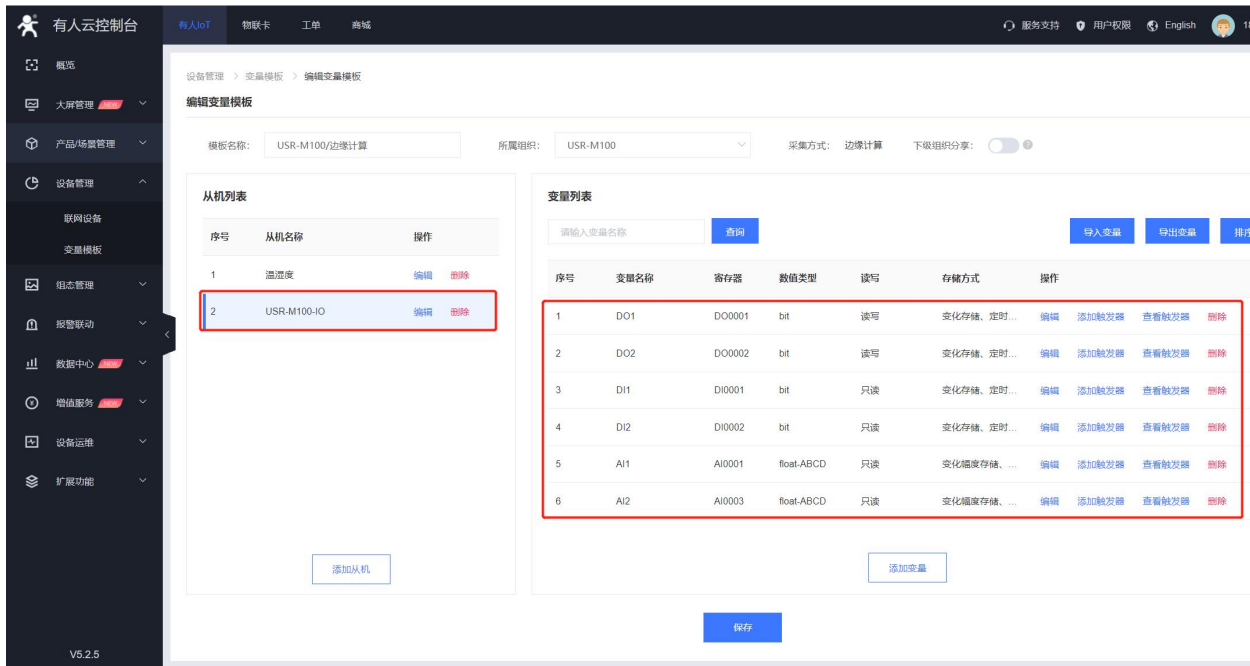 有人云控制台 有人IoT 物联卡 工单 商城 服务支持 用户权限 English 18
概览
大屏管理 NEW
产品/场景管理
设备管理
联网设备
变量模板
组态管理
报警联动
数据中心 NEW
增值服务 NEW
设备运维
扩展功能
V5.2.5
设备管理 > 变量模板 > 编辑变量模板
编辑变量模板
模板名称: USR-M100/边缘计算 所属组织: USR-M100 采集方式: 边缘计算 下级组织分享:
从机列表
序号 从机名称 操作
1 温湿度 编辑 删除
2 USR-M100-IO 编辑 删除
添加从机
变量列表
请输入变量名称 查询 导入变量 导出变量 排序
序号 变量名称 寄存器 数值类型 读写 存储方式 操作
1 DO1 DO0001 bit 读写 变化存储、定时... 编辑 添加触发器 查看触发器 删除
2 DO2 DO0002 bit 读写 变化存储、定时... 编辑 添加触发器 查看触发器 删除
3 DI1 DI0001 bit 只读 变化存储、定时... 编辑 添加触发器 查看触发器 删除
4 DI2 DI0002 bit 只读 变化存储、定时... 编辑 添加触发器 查看触发器 删除
5 AI1 AI0001 float-ABCD 只读 变化幅度存储、... 编辑 添加触发器 查看触发器 删除
6 AI2 AI0003 float-ABCD 只读 变化幅度存储、... 编辑 添加触发器 查看触发器 删除
添加变量
保存